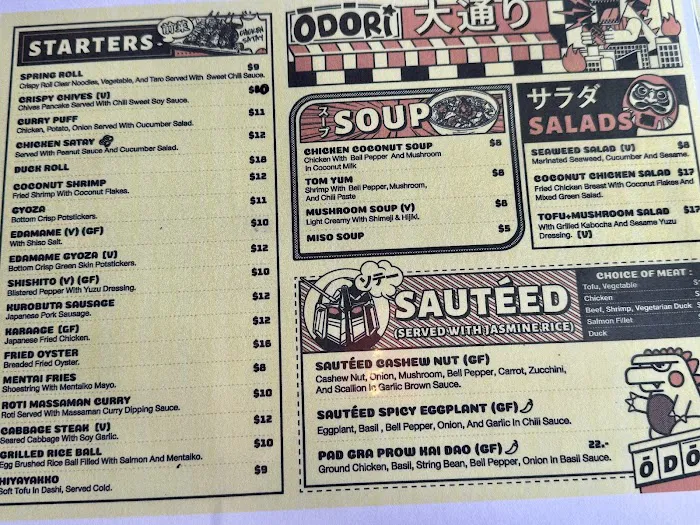 STARTERS 前菜
CHICKEN SATAY
SPRING ROLL $9
Crispy Roll Clear Noodles, Vegetable, And Taro Served With Sweet Chili Sauce.
CRISPY CHIVES (V)
Chives Pancake Served With Chili Sweet Soy Sauce.
CURRY PUFF $11
Chicken, Potato, Onion Served With Cucumber Salad.
CHICKEN SATAY $12
Served With Peanut Sauce And Cucumber Salad.
DUCK ROLL $18
COCONUT SHRIMP $12
Fried Shrimp With Coconut Flakes.
GYOZA $11
Bottom Crisp Potstickers.
EDAMAME (V) (GF) $10
With Shiso Salt.
EDAMAME GYOZA (V) $12
Bottom Crisp Green Skin Potstickers.
SHISHITO (V) (GF) $10
Blistered Pepper With Yuzu Dressing.
KUROBUTA SAUSAGE $12
Japanese Pork Sausage.
KARAAGE (GF) $12
Japanese Fried Chicken.
FRIED OYSTER $16
Breaded Fried Oyster.
MENTAI FRIES $8
Shoestring With Mentaiko Mayo.
ROTI MASSAMAN CURRY $10
Roti Served With Massaman Curry Dipping Sauce.
CABBAGE STEAK (V) $12
Seared Cabbage With Soy Garlic.
GRILLED RICE BALL $10
Egg Brushed Rice Ball Filled With Salmon And Mentaiko.
HIYAYAKKO $9
Soft Tofu In Dashi, Served Cold.
ŌDORI 大通り
スープ SOUP
CHICKEN COCONUT SOUP $8
Chicken With Bell Pepper And Mushroom
In Coconut Milk
TOM YUM $8
Shrimp With Bell Pepper, Mushroom,
And Chili Paste
MUSHROOM SOUP (V) $8
Light Creamy With Shimeji & Hijiki.
MISO SOUP $5
サラダ
SALADS
SEAWEED SALAD (V) $8
Marinated Seaweed, Cucumber And Sesame.
COCONUT CHICKEN SALAD $17
Fried Chicken Breast With Coconut Flakes And
Mixed Green Salad.
TOFU+MUSHROOM SALAD $17
With Grilled Kabocha And Sesame Yuzu
Dressing. (V)
SAUTÉED
(SERVED WITH JASMINE RICE)
CHOICE OF MEAT :
Tofu, Vegetable
Chicken
Beef, Shrimp, Vegetarian Duck
Salmon Fillet
Duck
SAUTÉED CASHEW NUT (GF)
Cashew Nut, Onion, Mushroom, Bell Pepper, Carrot, Zucchini,
And Scallion In Garlic Brown Sauce.
SAUTÉED SPICY EGGPLANT (GF)
Eggplant, Basil , Bell Pepper, Onion, And Garlic In Chili Sauce.
PAD GRA PROW KAI DAO (GF) 22.-
Ground Chicken, Basil, String Bean, Bell Pepper, Onion In Basil Sauce.